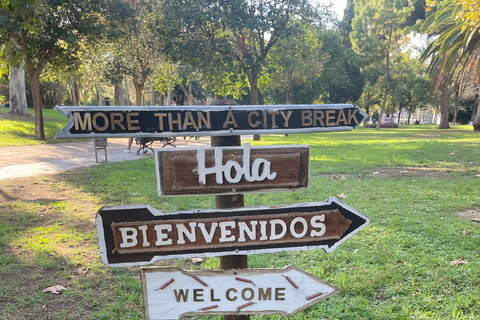 MORE THAN A CITY BREAK
Hola
BIENVENIDOS
WELCOME